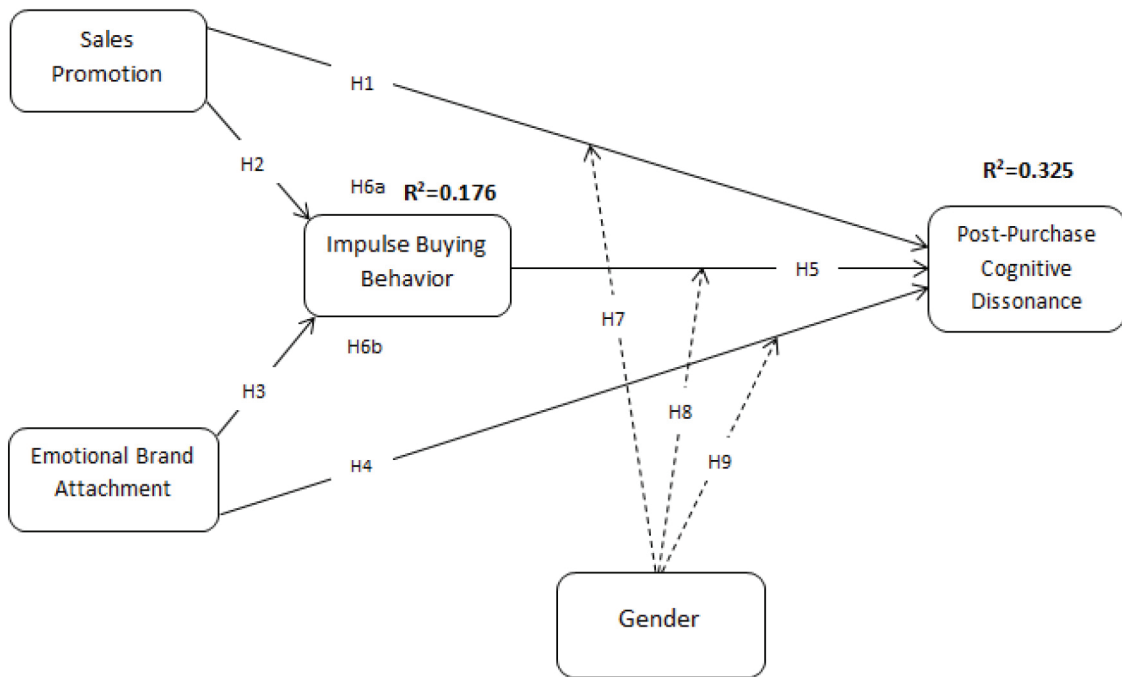 Sales
Promotion
H1
H2
H6a
R²=0.176
R²=0.325
Impulse Buying
Behavior
Post-Purchase
Cognitive
Dissonance
H5
H7
H6b
H3
H8
Emotional Brand
Attachment
H4
H9
Gender